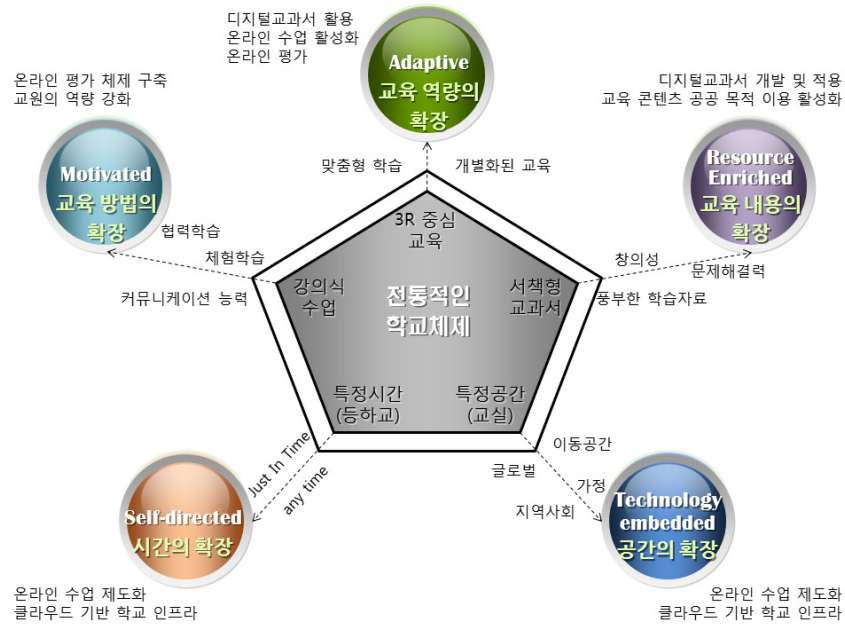 디지털교과서 활용
온라인 수업 활성화
온라인 평가
Adaptive
교육 역량의
확장
온라인 평가 체제 구축
교원의 역량 강화
Motivated
교육 방법의
확장
디지털교과서 개발 및 적용
교육 콘텐츠 공공 목적 이용 활성화
Resource
Enriched
교육 내용의
확장
맞춤형 학습
개별화된 교육
협력학습
체험학습
커뮤니케이션 능력
창의성
문제해결력
풍부한 학습자료
3R 중심
교육
강의식
수업
전통적인
학교체제
서책형
교과서
특정시간
(등하교)
특정공간
(교실)
Just In Time
any time
이동공간
글로벌
가정
지역사회
Self-directed
시간의 확장
Technology
embedded
공간의 확장
온라인 수업 제도화
클라우드 기반 학교 인프라
온라인 수업 제도화
클라우드 기반 학교 인프라